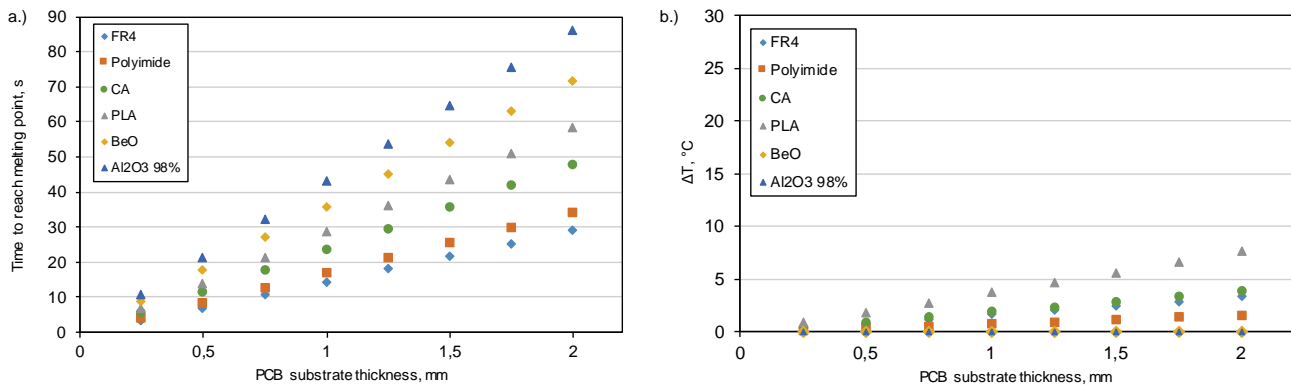 a.)
90
80
70
60
50
40
30
20
10
0
Time to reach melting point, s
FR4
Polyimide
CA
PLA
BeO
Al2O3 98%
0 0,5 1 1,5 2
PCB substrate thickness, mm
b.)
30
25
20
15
10
5
0
ΔT, °C
FR4
Polyimide
CA
PLA
BeO
Al2O3 98%
0 0,5 1 1,5 2
PCB substrate thickness, mm